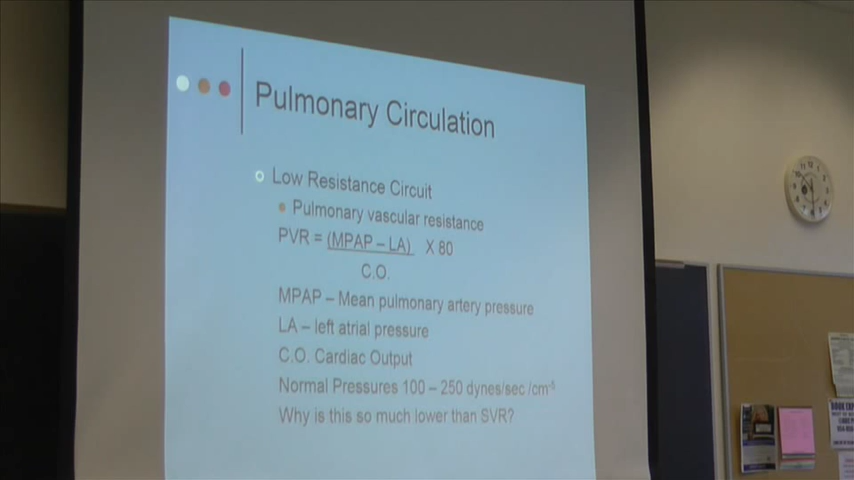 Pulmonary Circulation
Low Resistance Circuit
Pulmonary vascular resistance
PVR = (MPAP – LA) X 80
C.O.
MPAP – Mean pulmonary artery pressure
LA – left atrial pressure
C.O. Cardiac Output
Normal Pressures 100 – 250 dynes/sec /cm-5
Why is this so much lower than SVR?